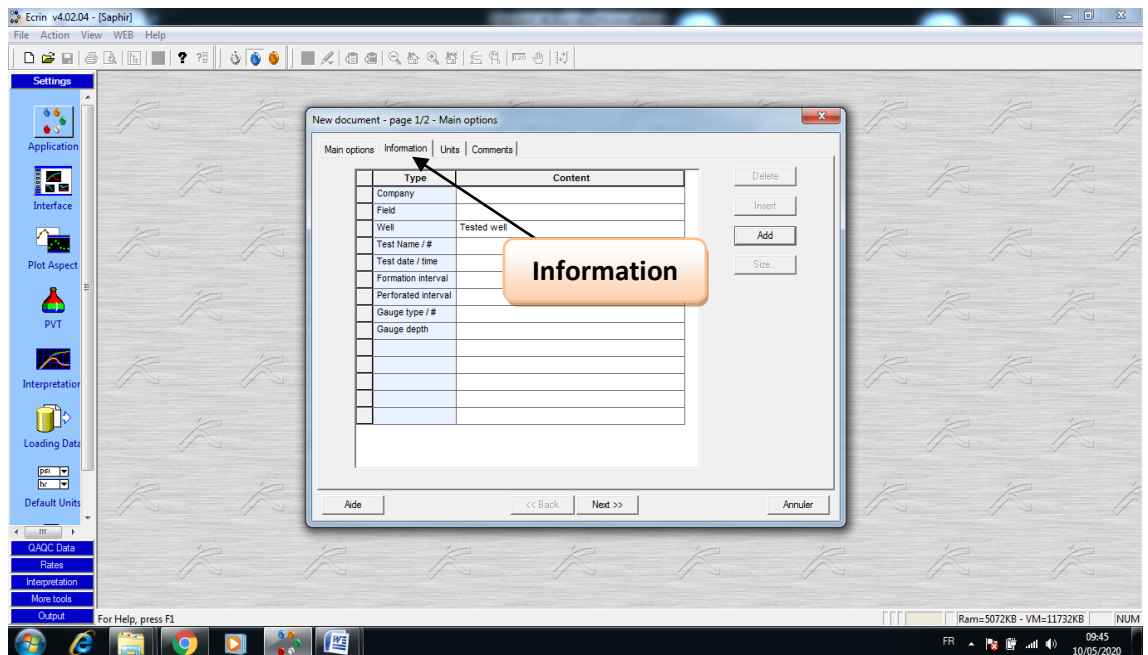 Ecrin v4.02.04 - [Saphir]
File Action View WEB Help
Settings
Application
Interface
Plot Aspect
PVT
Interpretation
Loading Data
psi
hr
Default Units
QAQC Data
Rates
Interpretation
More tools
Output
New document - page 1/2 - Main options
Main options Information Units Comments
Type Content
Company
Field
Well Tested well
Test Name / #
Test date / time
Formation interval
Perforated interval
Gauge type / #
Gauge depth
Delete
Insert
Add
Size...
Information
Aide << Back Next >> Annuler
For Help, press F1
Ram=5072KB - VM=11732KB NUM
FR
09:45
10/05/2020